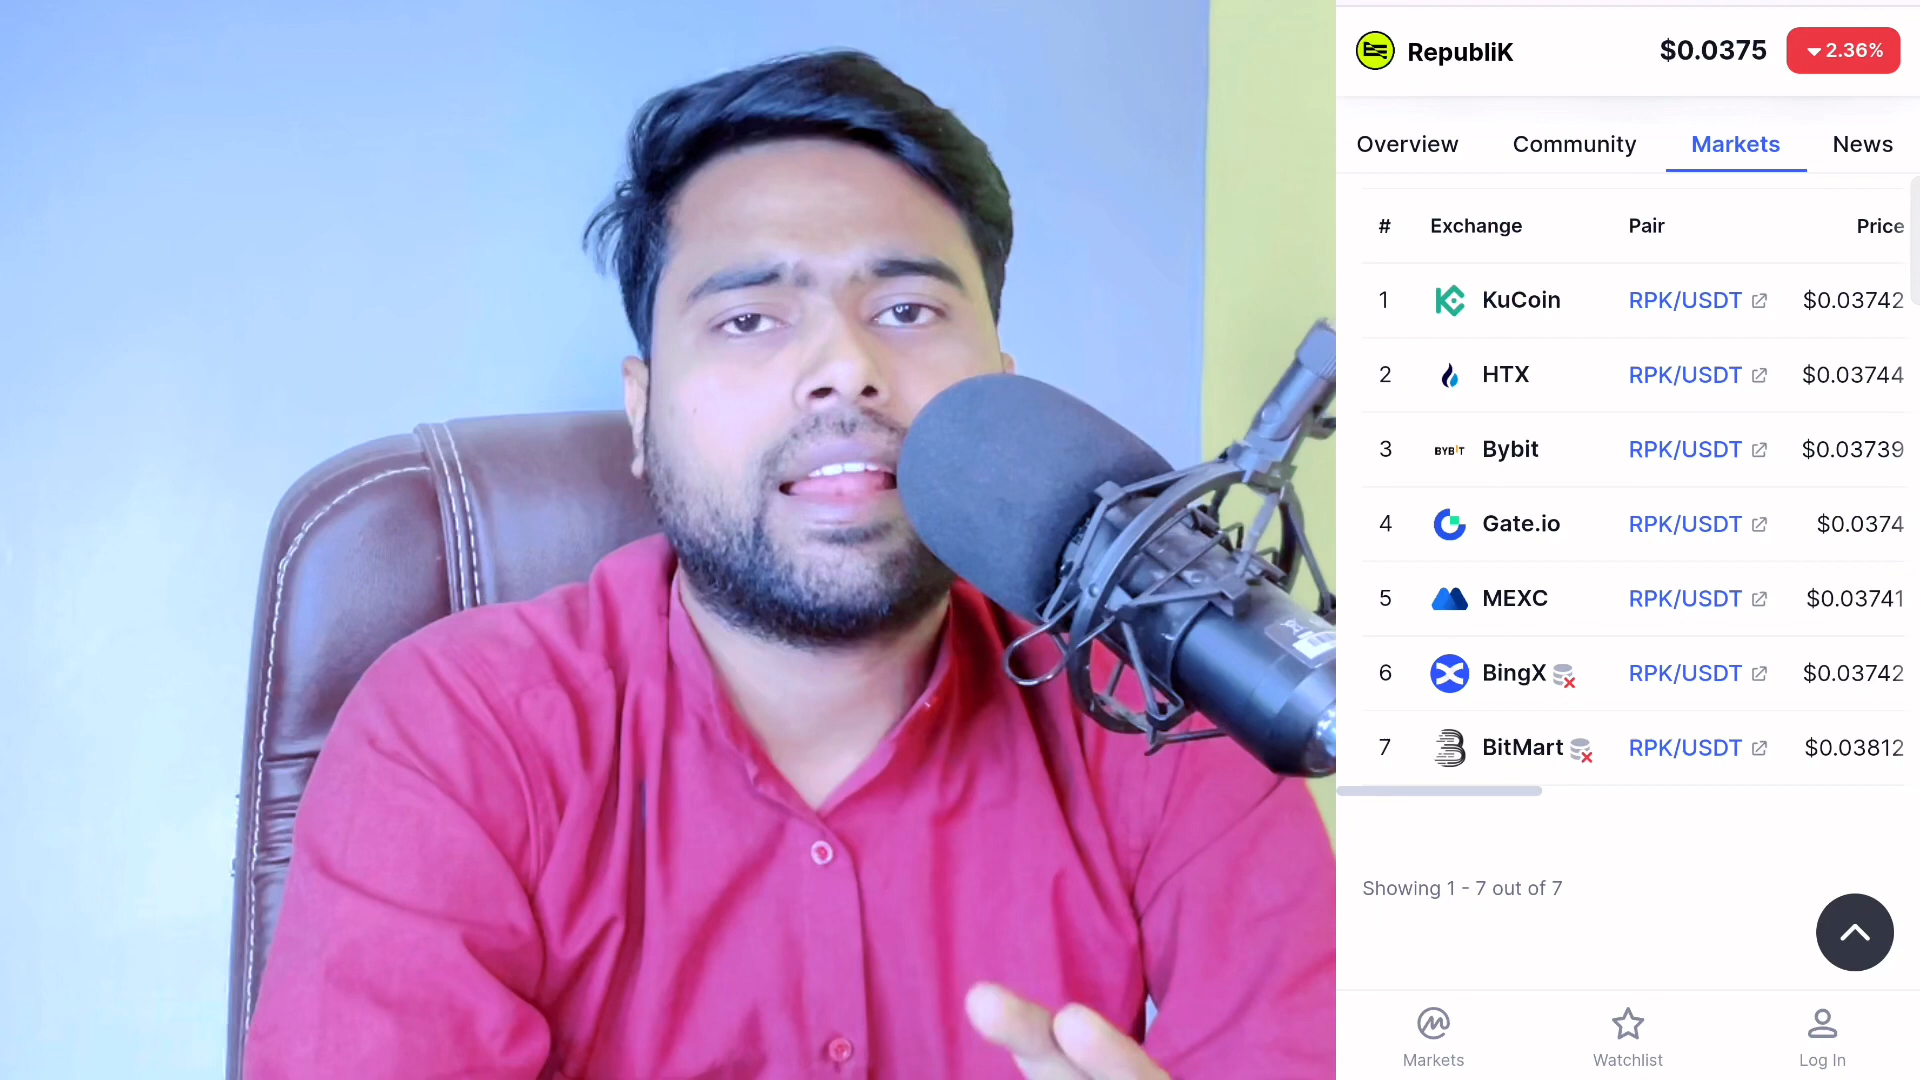 RepubliK $0.0375 2.36%
Overview Community Markets News
# Exchange Pair Price
1 KuCoin RPK/USDT $0.03742
2 HTX RPK/USDT $0.03744
3 BYBIT Bybit RPK/USDT $0.03739
4 Gate.io RPK/USDT $0.0374
5 MEXC RPK/USDT $0.03741
6 BingX RPK/USDT $0.03742
7 BitMart RPK/USDT $0.03812
Showing 1 - 7 out of 7
Markets Watchlist Log In